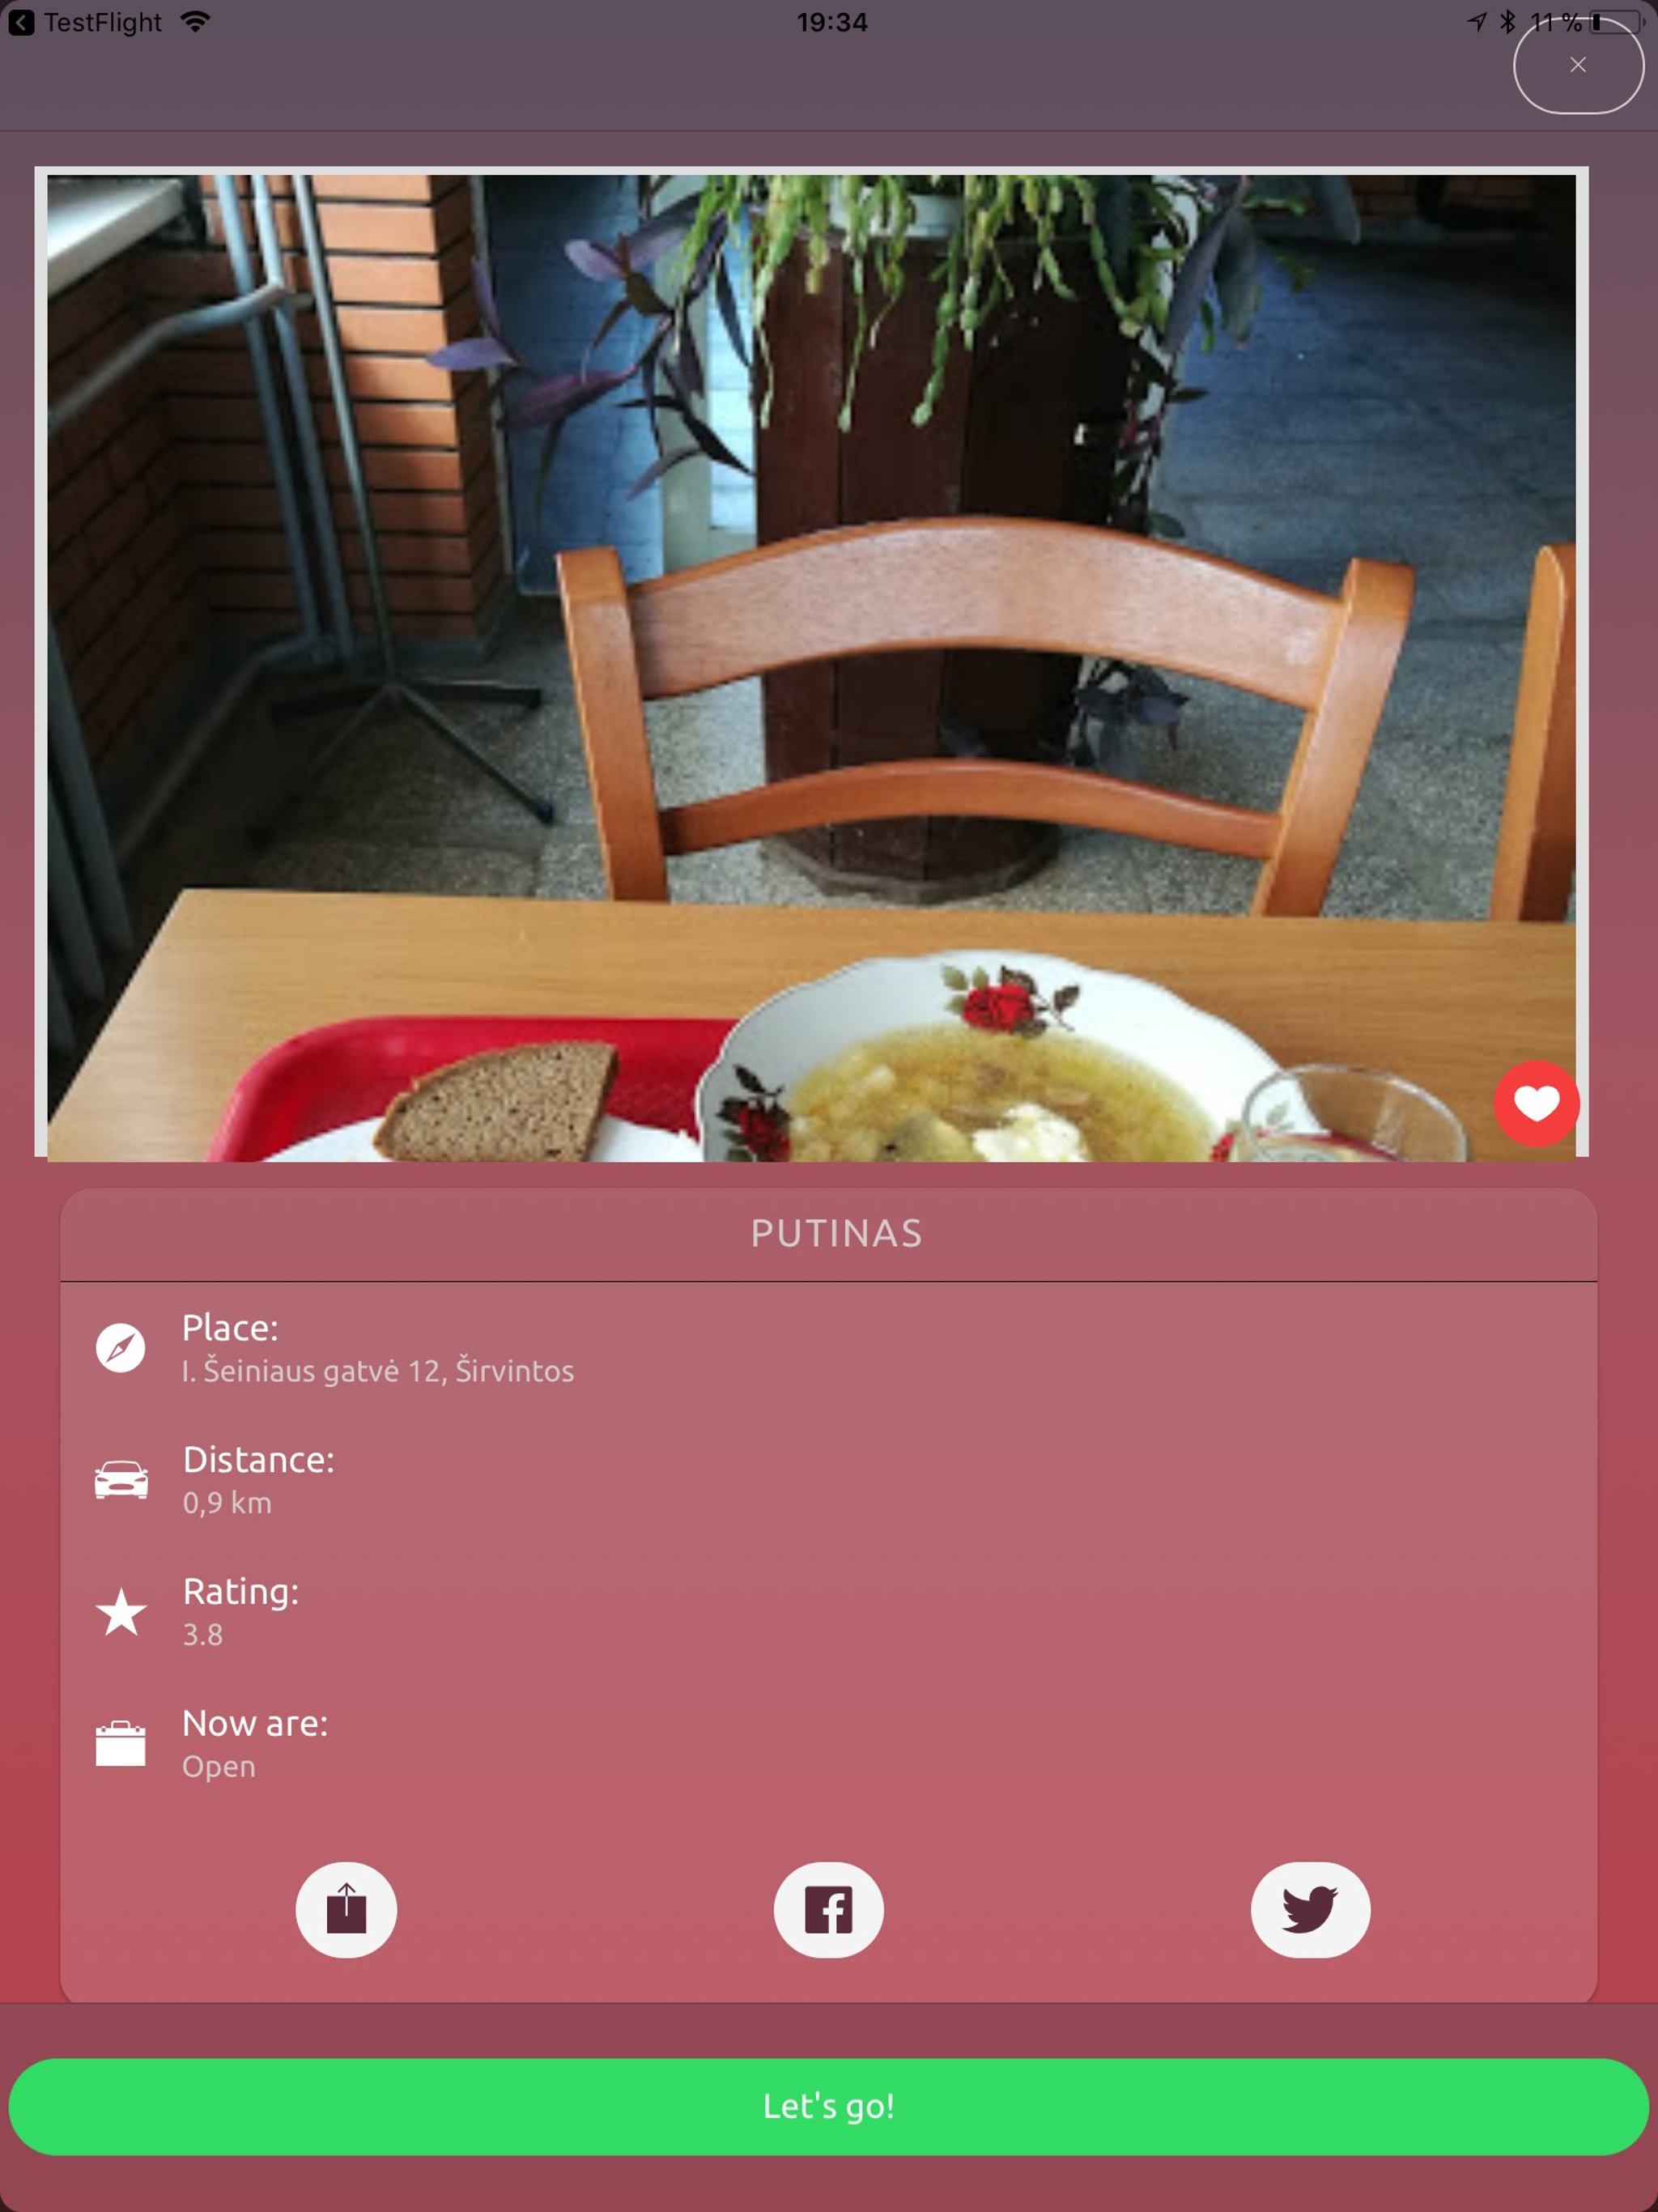 TestFlight
19:34
11 %
PUTINAS
Place:
I. Šeiniaus gatvė 12, Širvintos
Distance:
0,9 km
Rating:
3.8
Now are:
Open
Let's go!